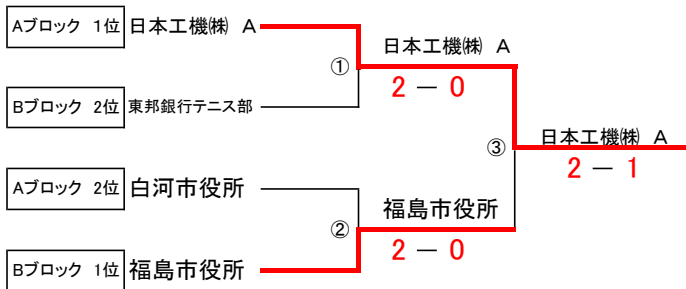 Aブロック 1位 日本工機㈱ A
日本工機㈱ A
①
2 － 0
Bブロック 2位 東邦銀行テニス部
③
日本工機㈱ A
2 － 1
Aブロック 2位 白河市役所
福島市役所
②
2 － 0
Bブロック 1位 福島市役所